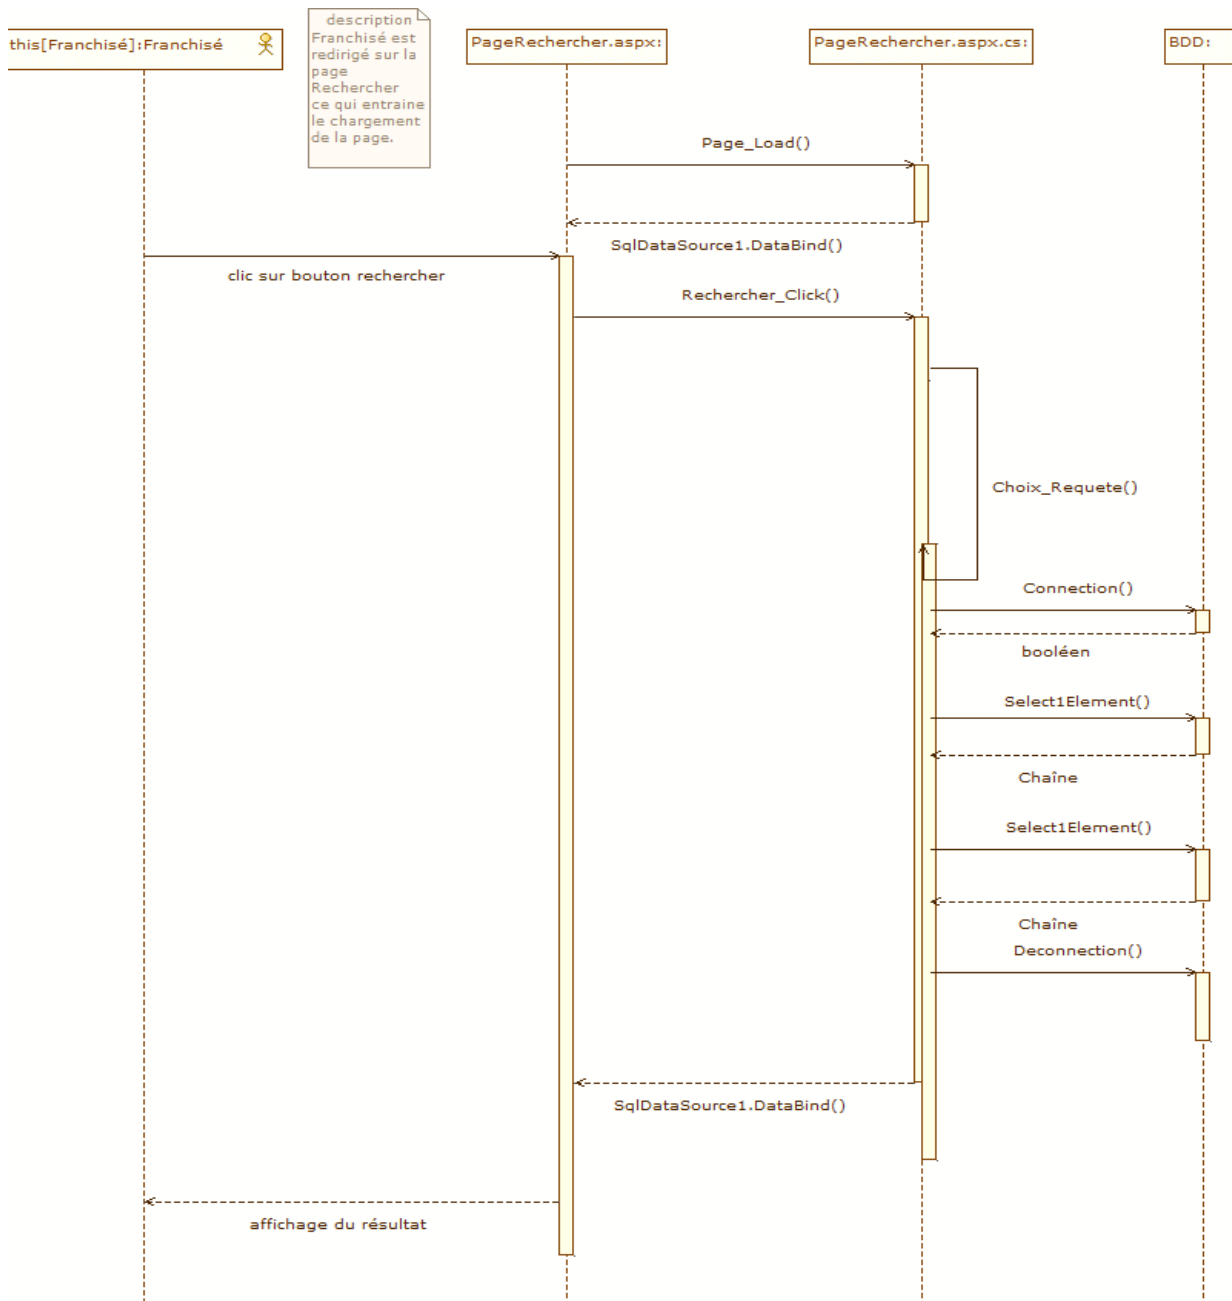 this[Franchisé]:Franchisé
description
Franchisé est
redirigé sur la
page
Rechercher
ce qui entraine
le chargement
de la page.
PageRechercher.aspx:
PageRechercher.aspx.cs:
BDD:
Page_Load()
SqlDataSource1.DataBind()
clic sur bouton rechercher
Rechercher_Click()
Choix_Requete()
Connection()
booléen
Select1Element()
Chaîne
Select1Element()
Chaîne
Deconnection()
SqlDataSource1.DataBind()
affichage du résultat